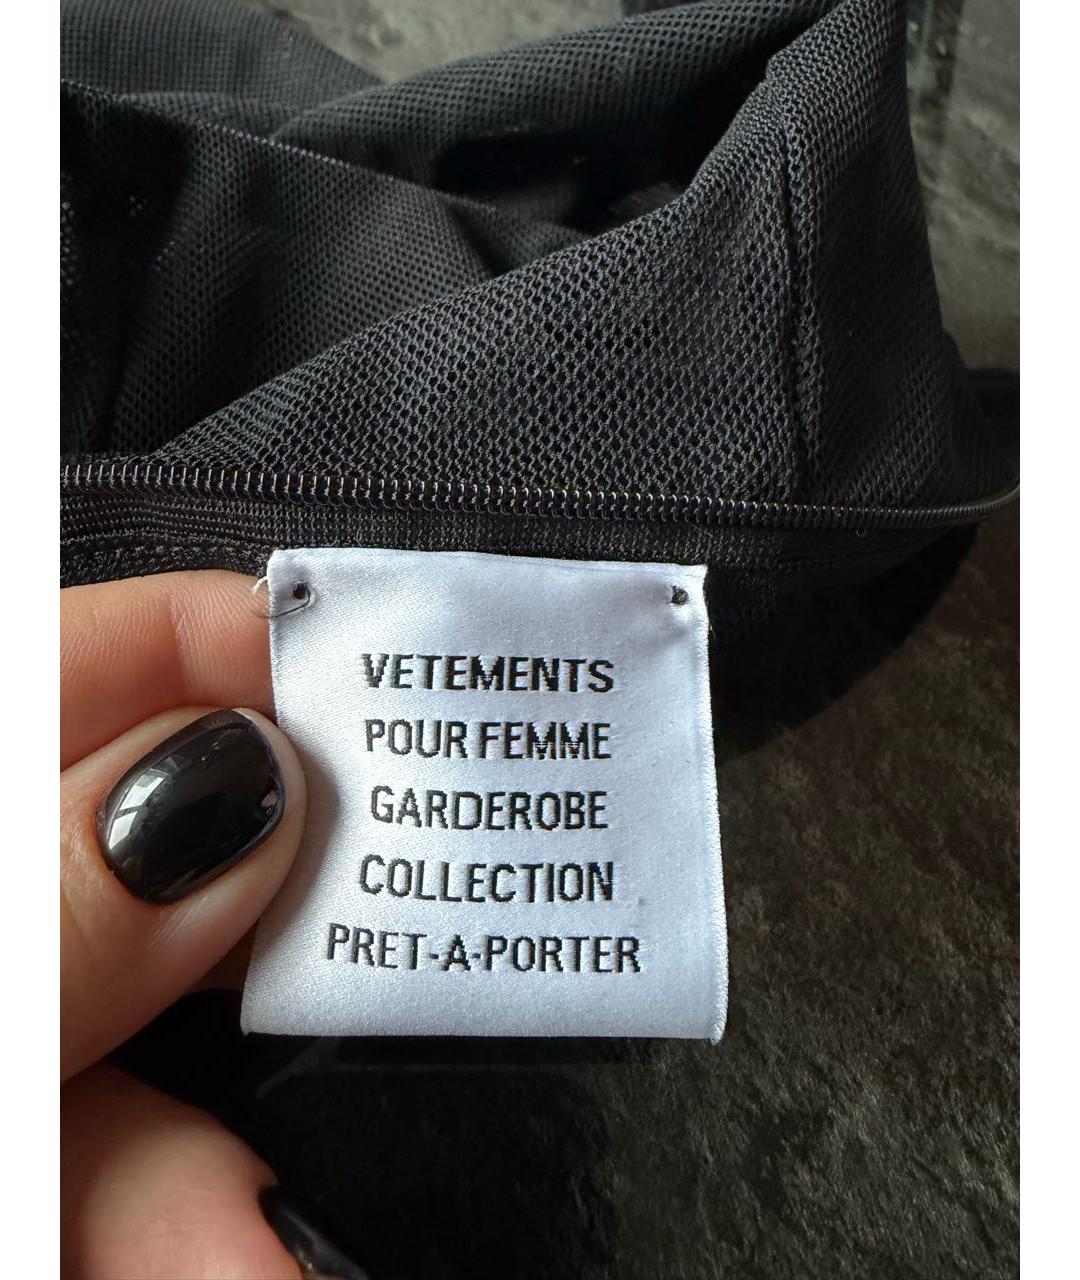 VETEMENTS
POUR FEMME
GARDEROBE
COLLECTION
PRET-A-PORTER